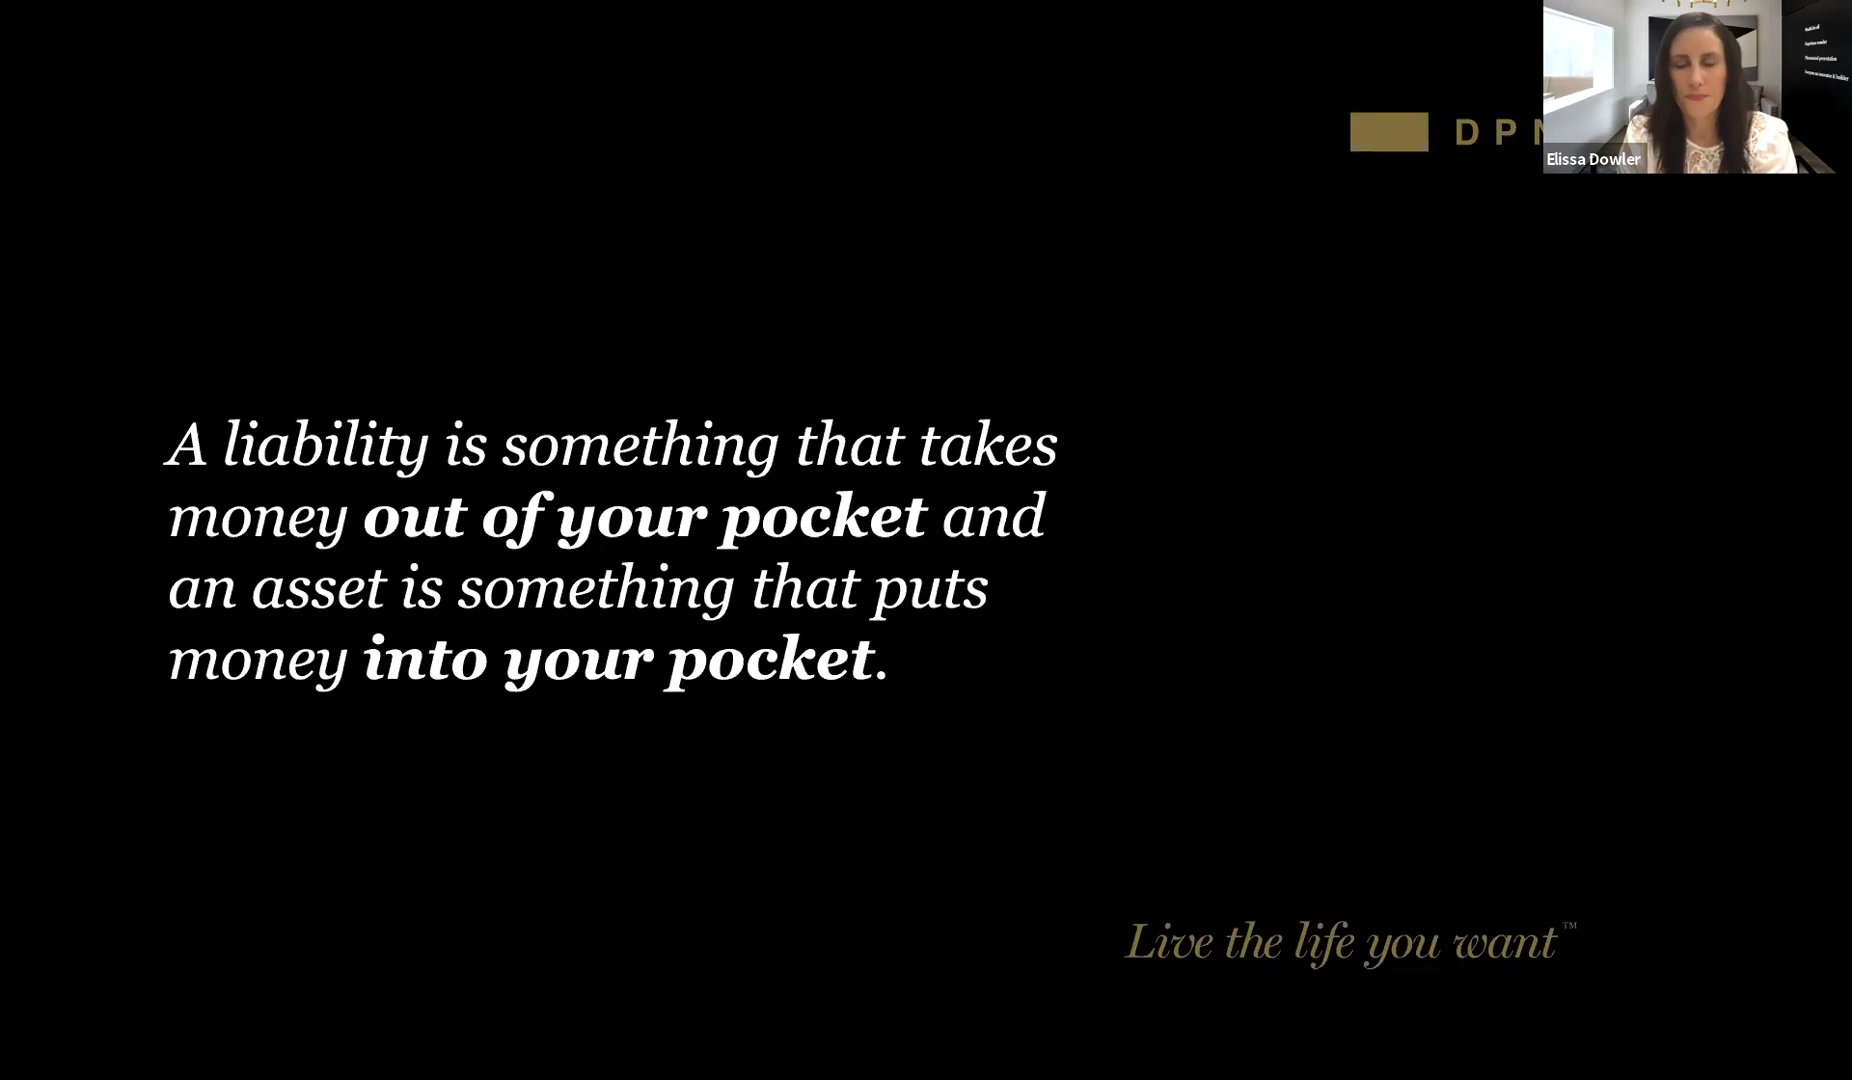 DPN
Elissa Dowler
A liability is something that takes
money out of your pocket and
an asset is something that puts
money into your pocket.
Live the life you want™